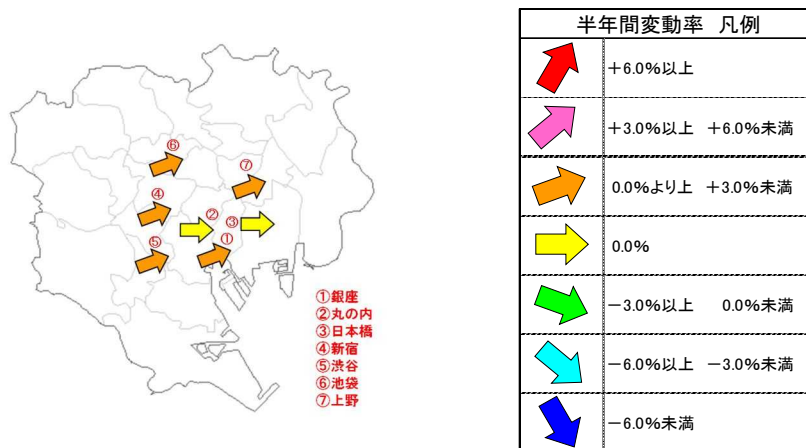 ⑥
⑦
④
②
③
⑤
①
①銀座
②丸の内
③日本橋
④新宿
⑤渋谷
⑥池袋
⑦上野
半年間変動率 凡例
+6.0%以上
+3.0%以上 +6.0%未満
0.0%より上 +3.0%未満
0.0%
-3.0%以上 0.0%未満
-6.0%以上 -3.0%未満
-6.0%未満